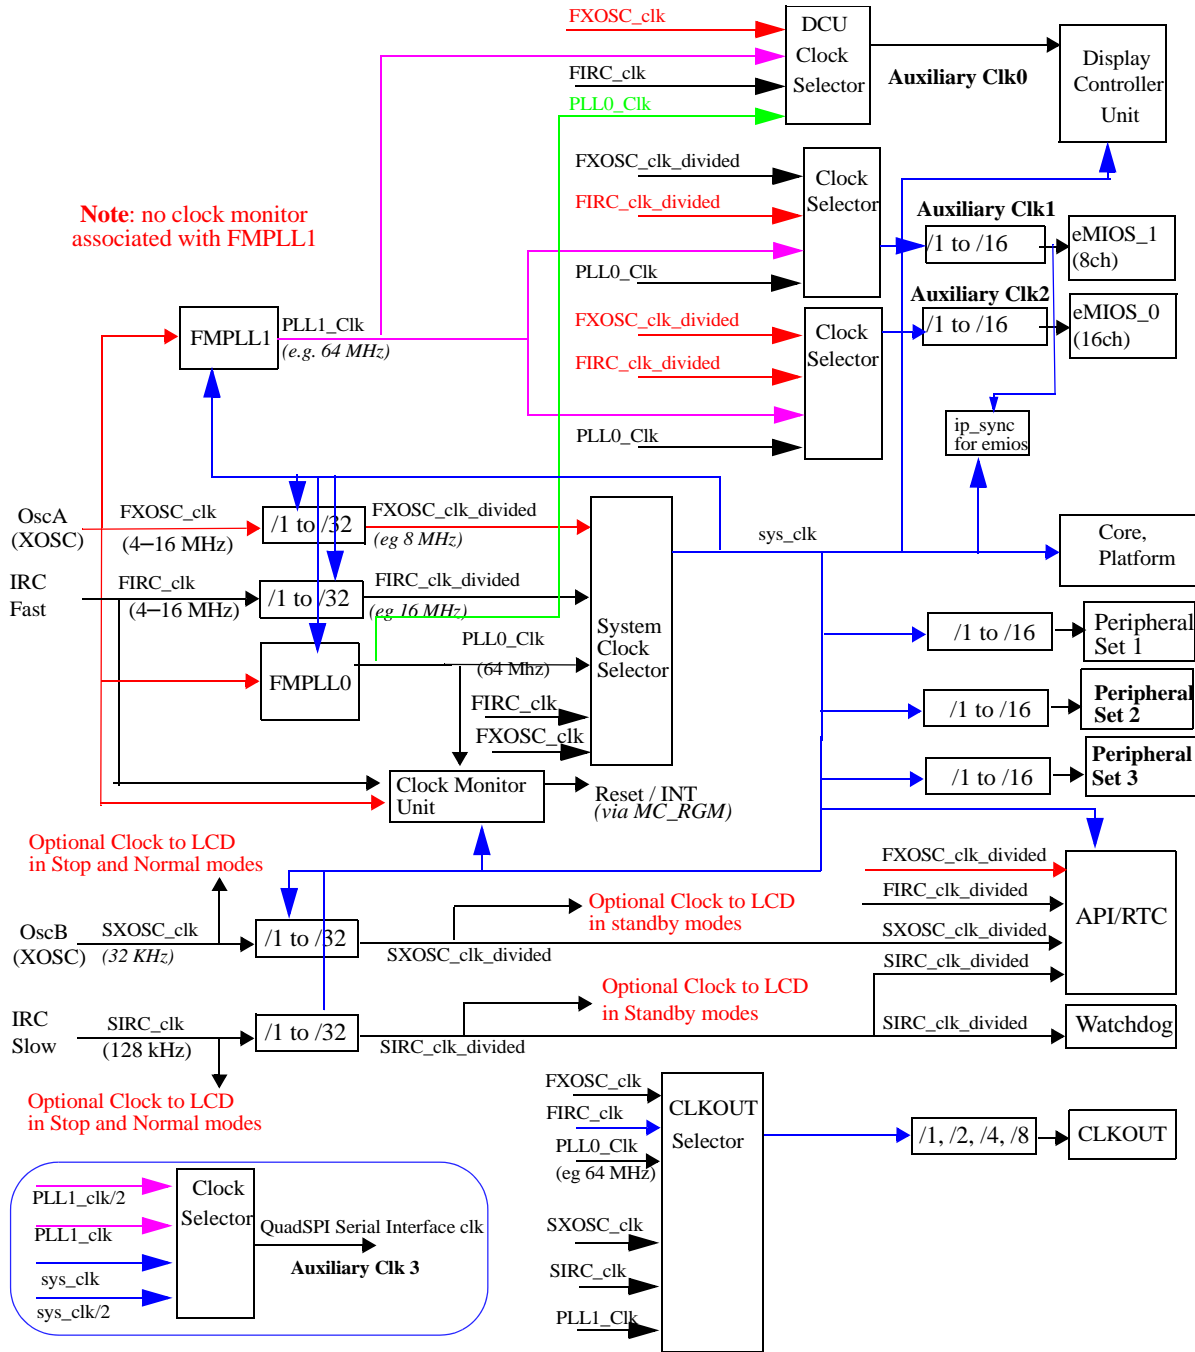 FXOSC_clk
DCU
Clock
Selector
FIRC_clk
PLL0_Clk
Auxiliary Clk0
Display
Controller
Unit
FXOSC_clk_divided
FIRC_clk_divided
PLL0_Clk
Clock
Selector
Auxiliary Clk1
/1 to /16
eMIOS_1
(8ch)
Note: no clock monitor
associated with FMPLL1
FMPLL1
PLL1_Clk
(e.g. 64 MHz)
FXOSC_clk_divided
FIRC_clk_divided
PLL0_Clk
Clock
Selector
Auxiliary Clk2
/1 to /16
eMIOS_0
(16ch)
ip_sync
for emios
OscA
(XOSC)
FXOSC_clk
(4–16 MHz)
/1 to /32
FXOSC_clk_divided
(eg 8 MHz)
IRC
Fast
FIRC_clk
(4–16 MHz)
/1 to /32
FIRC_clk_divided
(eg 16 MHz)
FMPLL0
PLL0_Clk
(64 Mhz)
FIRC_clk
FXOSC_clk
System
Clock
Selector
sys_clk
Core,
Platform
/1 to /16
Peripheral
Set 1
/1 to /16
Peripheral
Set 2
/1 to /16
Peripheral
Set 3
Clock Monitor
Unit
Reset / INT
(via MC_RGM)
Optional Clock to LCD
in Stop and Normal modes
OscB
(XOSC)
SXOSC_clk
(32 KHz)
/1 to /32
SXOSC_clk_divided
Optional Clock to LCD
in standby modes
FXOSC_clk_divided
FIRC_clk_divided
SXOSC_clk_divided
SIRC_clk_divided
API/RTC
IRC
Slow
SIRC_clk
(128 kHz)
/1 to /32
SIRC_clk_divided
Optional Clock to LCD
in Standby modes
SIRC_clk_divided
Watchdog
Optional Clock to LCD
in Stop and Normal modes
FXOSC_clk
FIRC_clk
PLL0_Clk
(eg 64 MHz)
SXOSC_clk
SIRC_clk
PLL1_Clk
CLKOUT
Selector
/1, /2, /4, /8
CLKOUT
PLL1_clk/2
PLL1_clk
sys_clk
sys_clk/2
Clock
Selector
QuadSPI Serial Interface clk
Auxiliary Clk 3